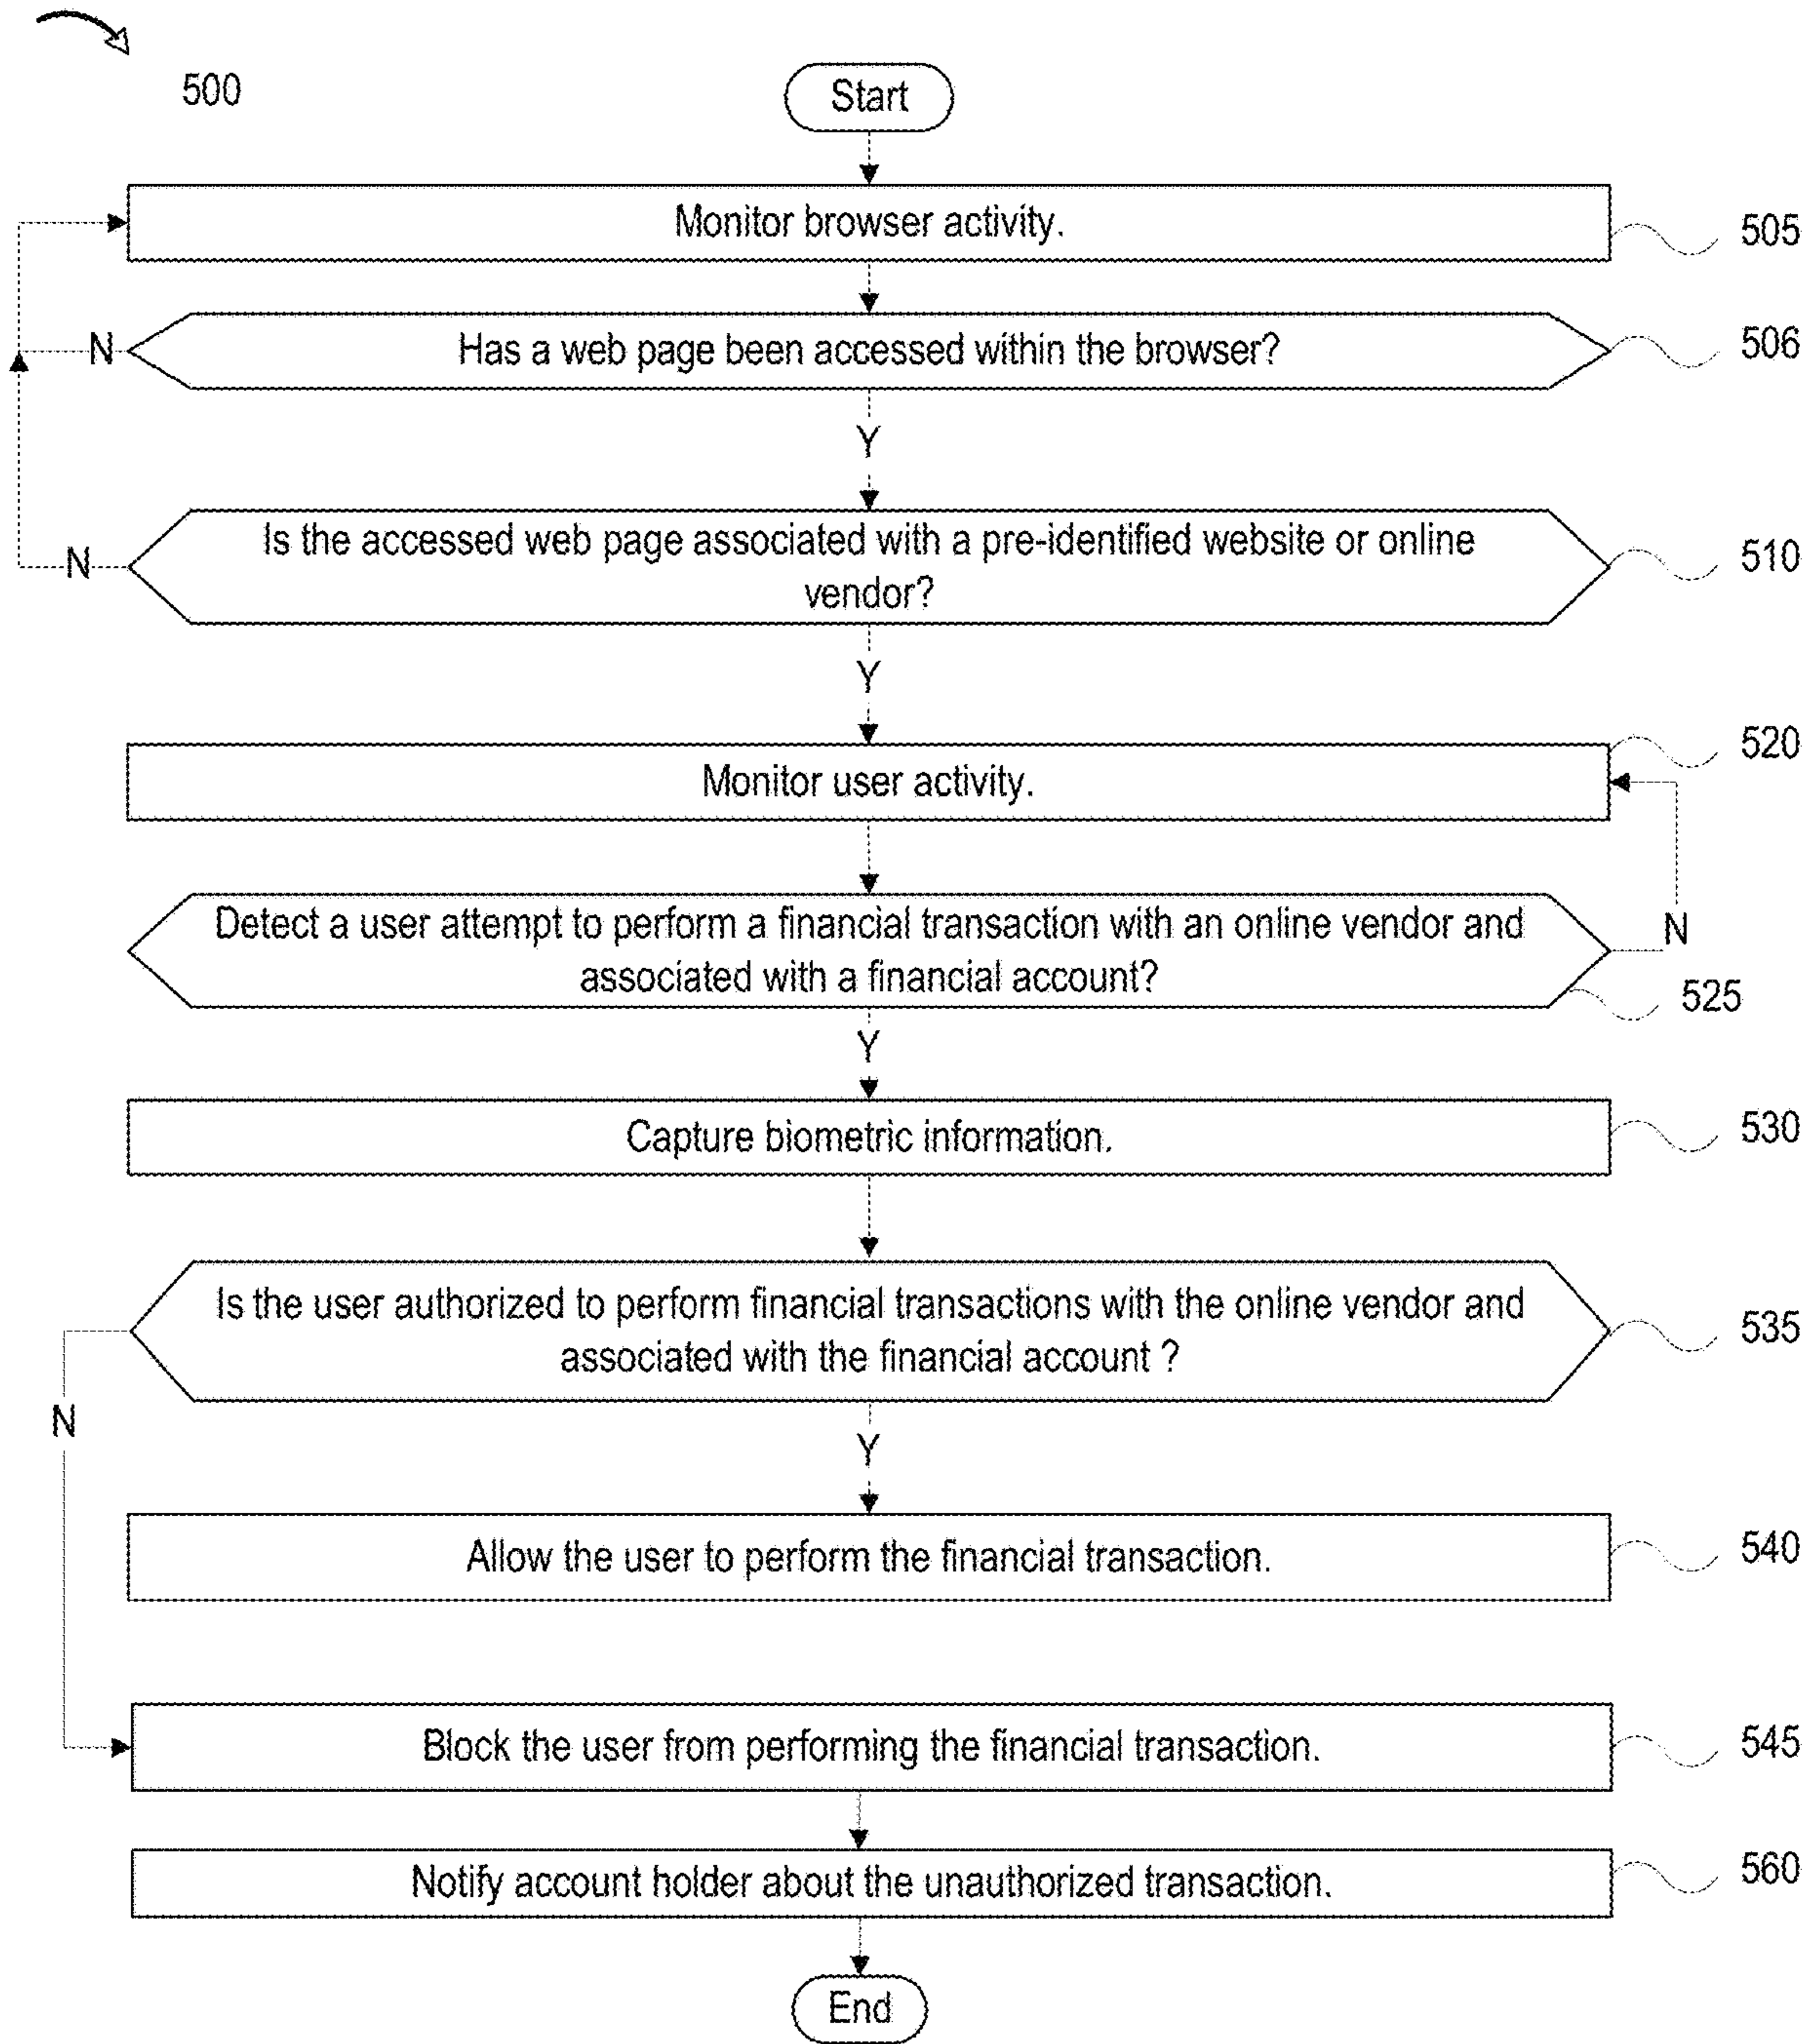 500
Start
Monitor browser activity.
505
N
Has a web page been accessed within the browser?
506
Y
Is the accessed web page associated with a pre-identified website or online
vendor?
N
510
Y
520
Monitor user activity.
Detect a user attempt to perform a financial transaction with an online vendor and
associated with a financial account?
N
525
Y
Capture biometric information.
530
Is the user authorized to perform financial transactions with the online vendor and
associated with the financial account ?
535
N
Y
Allow the user to perform the financial transaction.
540
Block the user from performing the financial transaction.
545
Notify account holder about the unauthorized transaction.
560
End